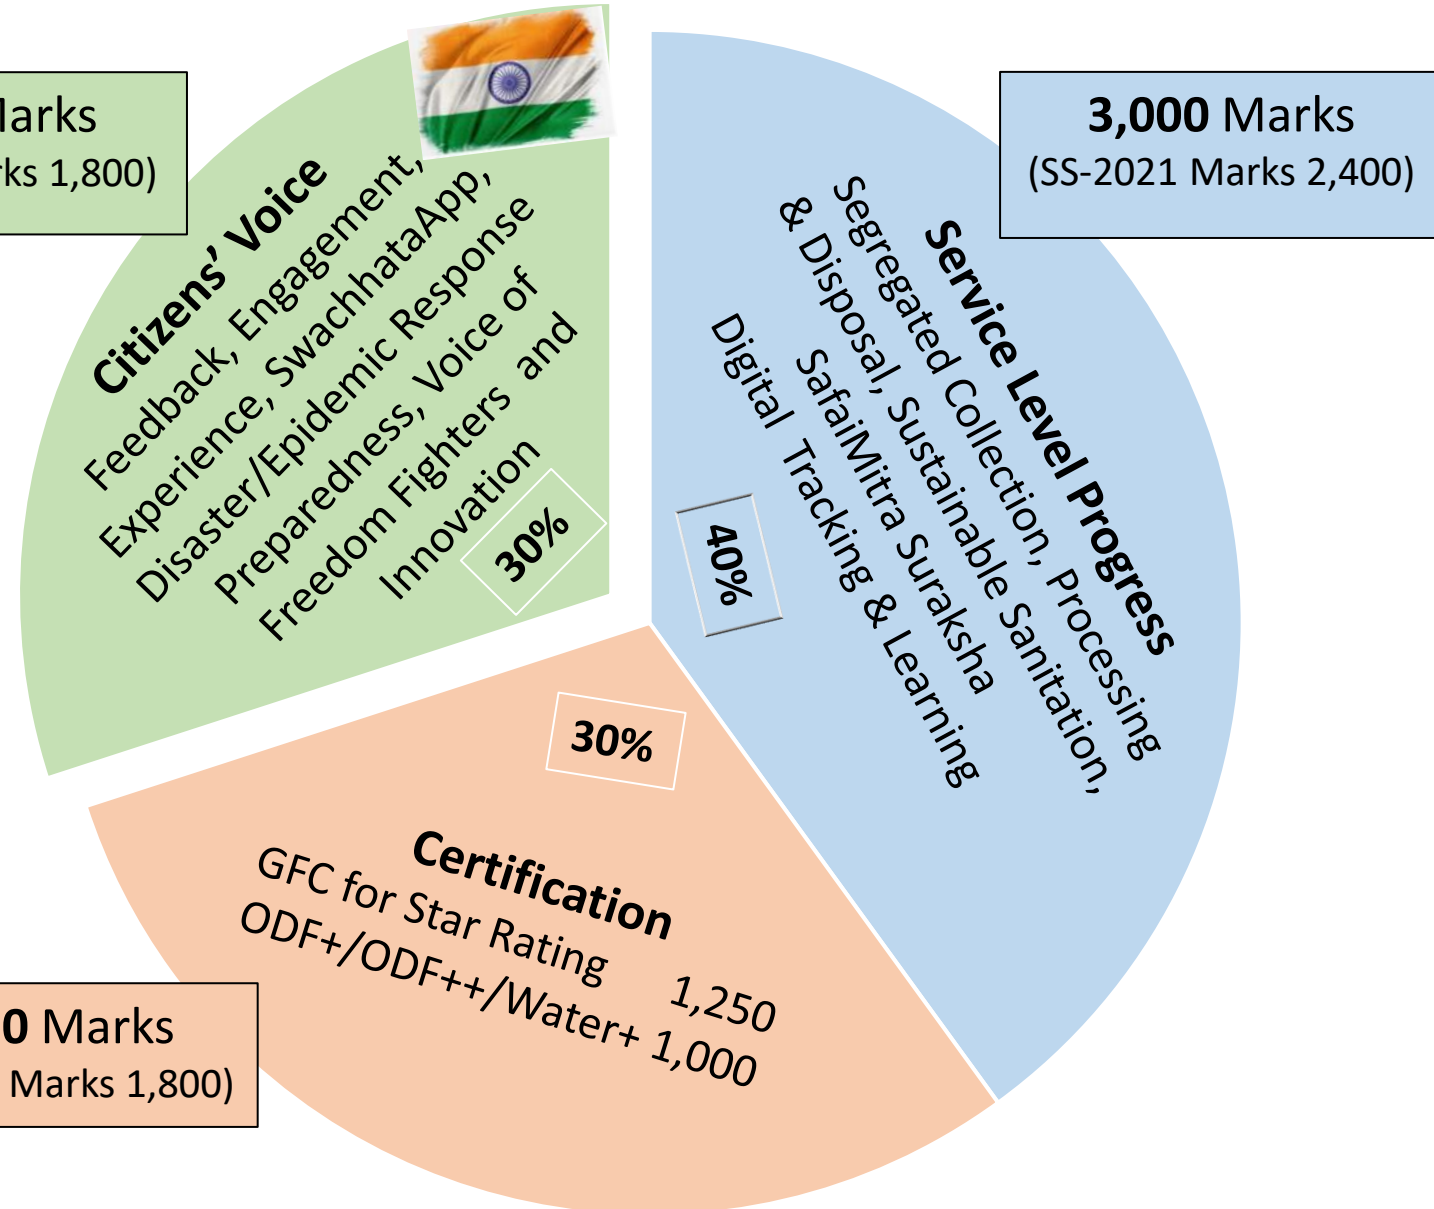 Marks
Marks 1,800)
Citizens’ Voice
Feedback, Engagement,
Experience, SwachhataApp,
Disaster/Epidemic Response
Preparedness, Voice of
Freedom Fighters and
Innovation
30%
3,000 Marks
(SS-2021 Marks 2,400)
Service Level Progress
Segregated Collection, Processing
& Disposal, Sustainable Sanitation,
SafaiMitra Suraksha
Digital Tracking & Learning
40%
30%
Certification
GFC for Star Rating 1,250
ODF+/ODF++/Water+ 1,000
0 Marks
Marks 1,800)